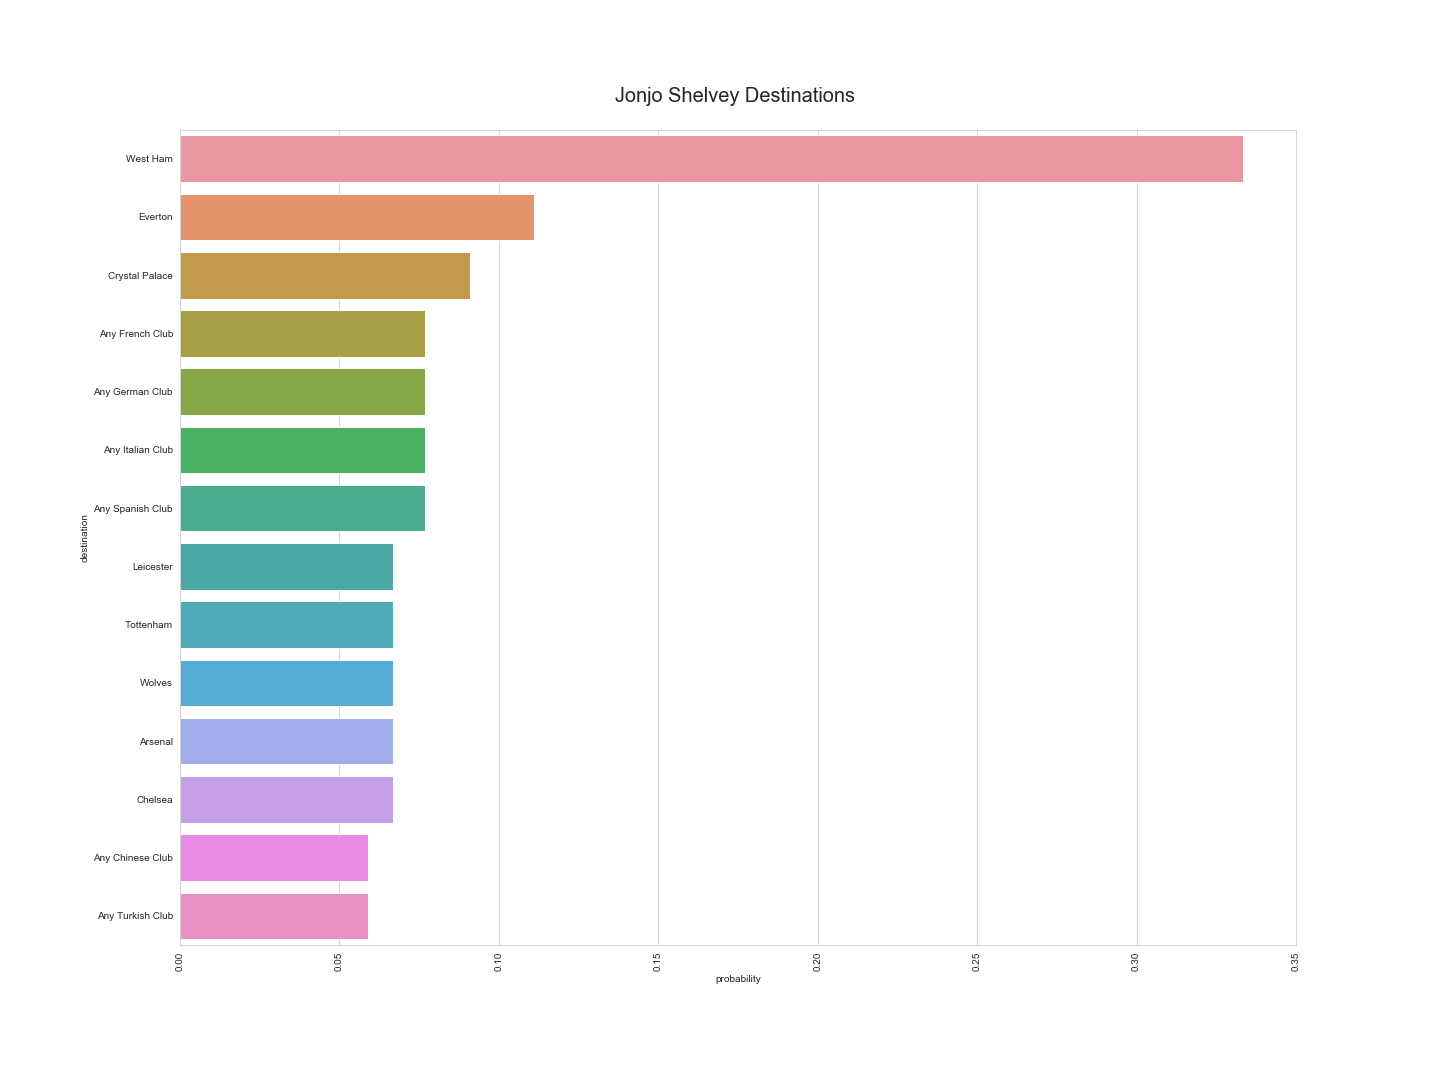 Jonjo Shelvey Destinations
West Ham
Everton
Crystal Palace
Any French Club
Any German Club
Any Italian Club
Any Spanish Club
destination
Leicester
Tottenham
Wolves
Arsenal
Chelsea
Any Chinese Club
Any Turkish Club
0.00 0.05 0.10 0.15 0.20 0.25 0.30 0.35
probability